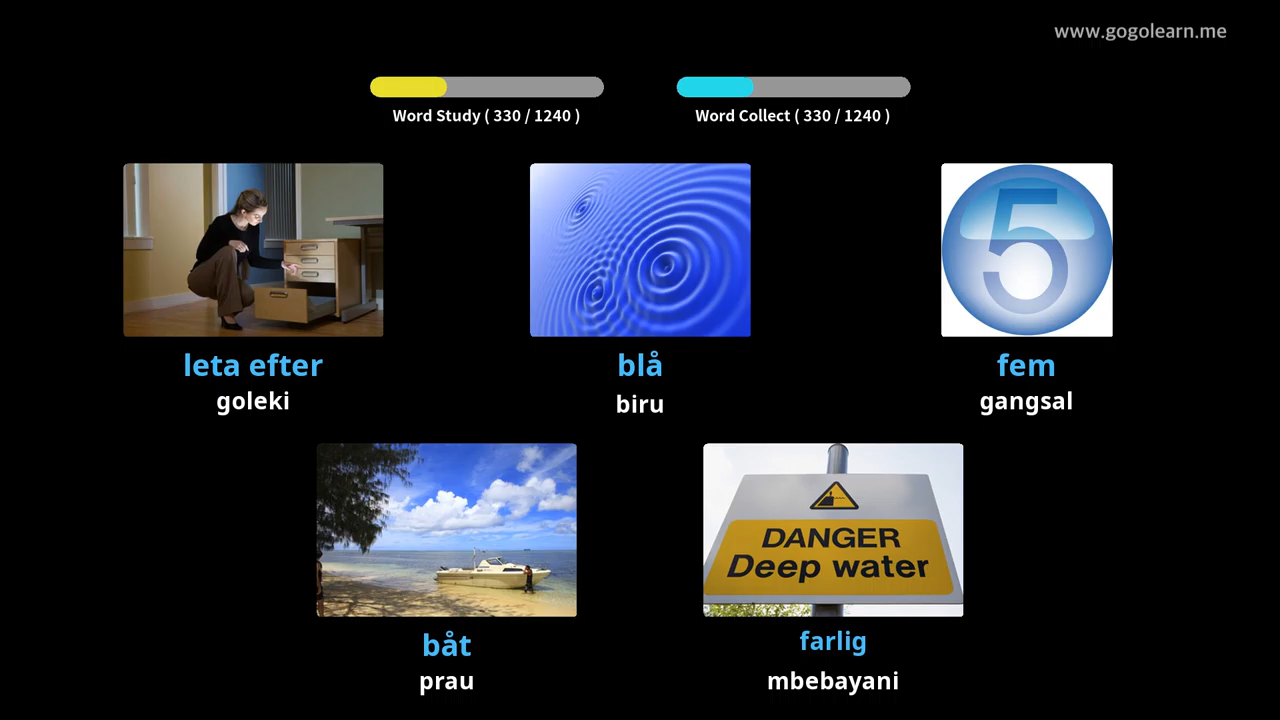 www.gogolearn.me
Word Study ( 330 / 1240 )
Word Collect ( 330 / 1240 )
5
leta efter
goleki
blå
biru
fem
gangsal
DANGER
Deep water
båt
prau
farlig
mbebayani